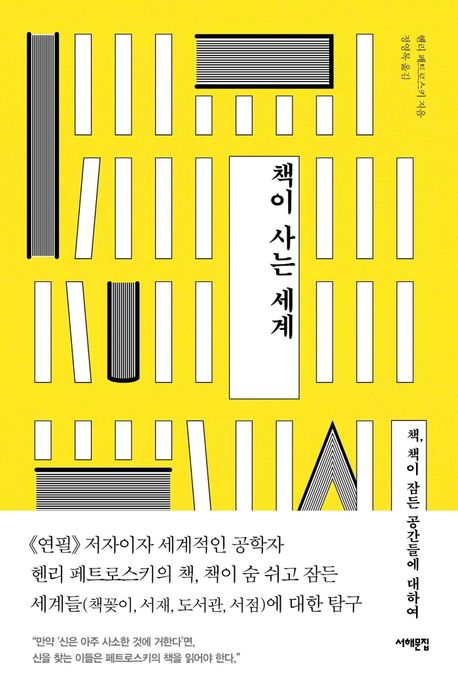 헨리 페트로스키 지음
정영목 옮김
책이 사는 세계
책, 책이 잠든 공간들에 대하여
《연필》 저자이자 세계적인 공학자
헨리 페트로스키의 책, 책이 숨 쉬고 잠든
세계들(책꽂이, 서재, 도서관, 서점)에 대한 탐구
“만약 ‘신은 아주 사소한 것에 거한다’면,
신을 찾는 이들은 페트로스키의 책을 읽어야 한다.”
서해문집